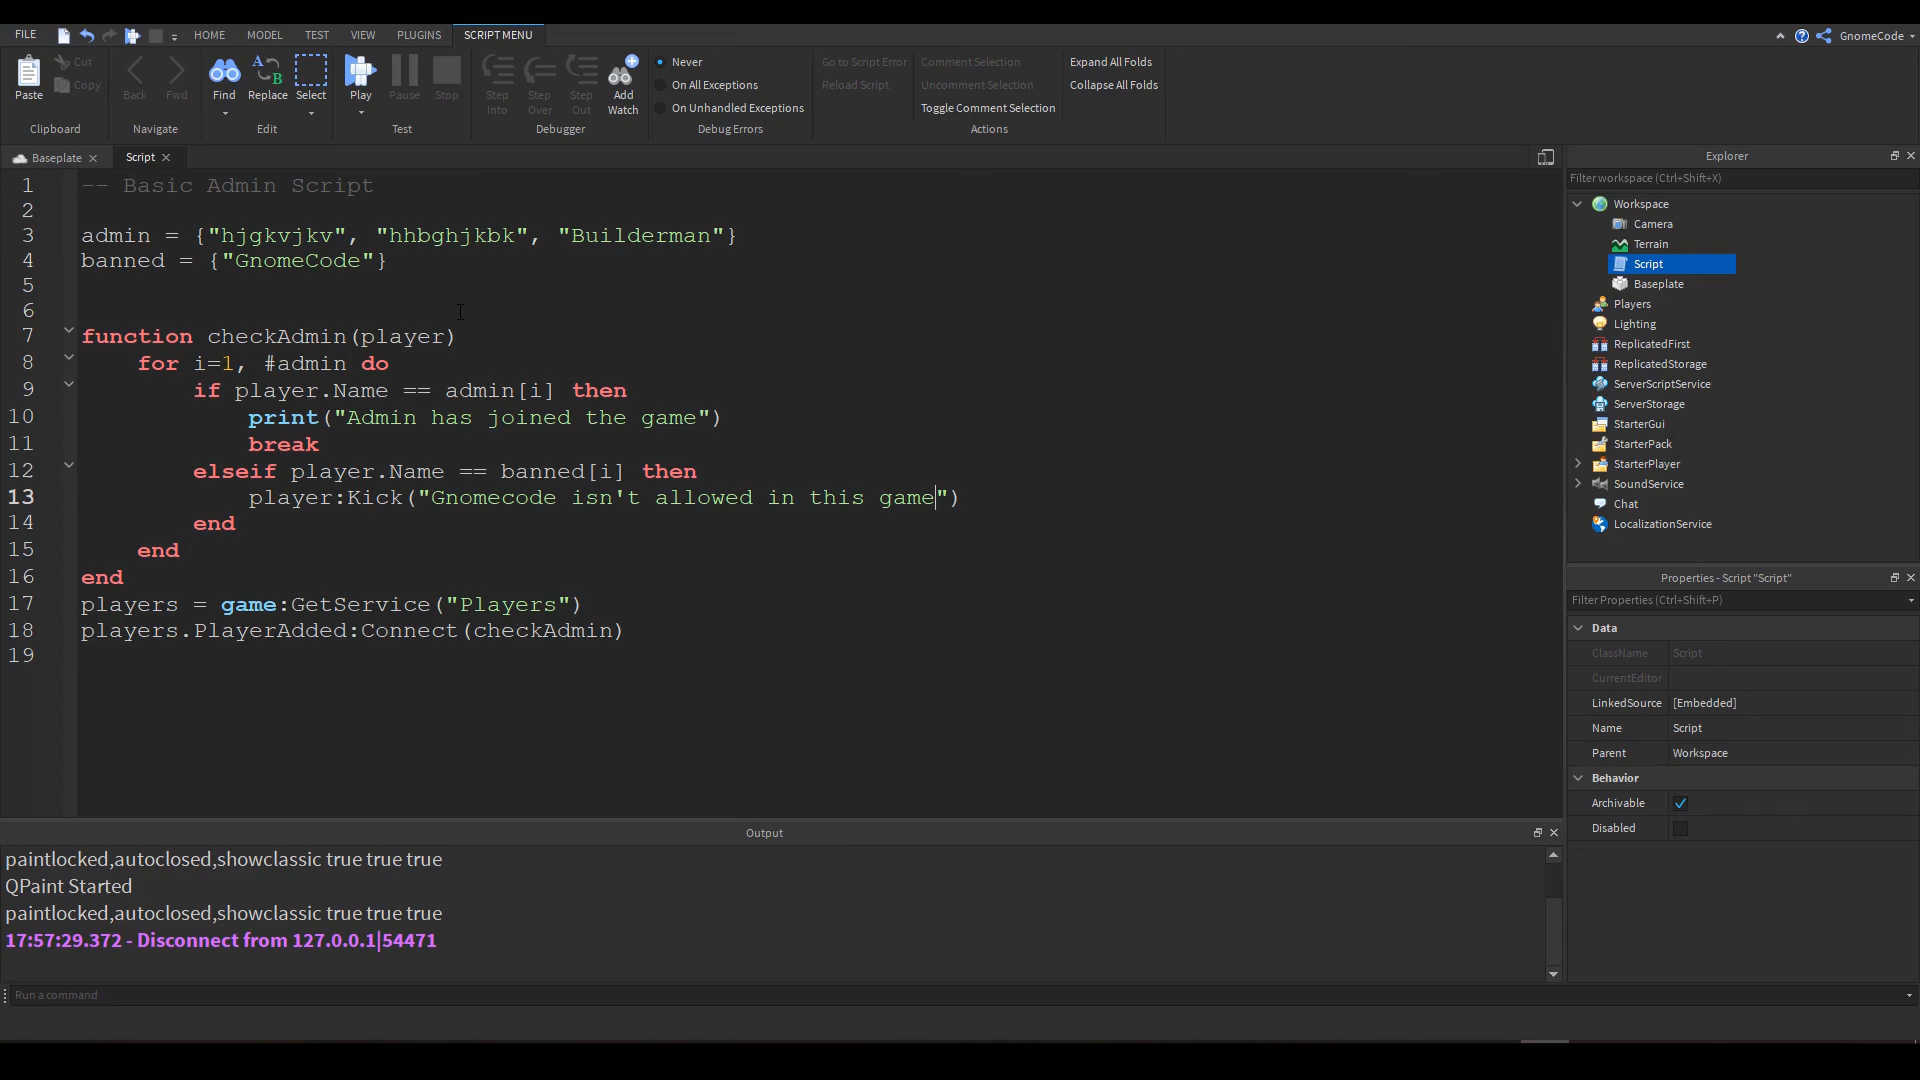 FILE HOME MODEL TEST VIEW PLUGINS SCRIPT MENU GnomeCode
Paste Cut Copy Back Fwd Find Replace Select Play Pause Stop Step Into Step Over Step Out Add Watch
Never Go to Script Error Comment Selection Expand All Folds
On All Exceptions Reload Script Uncomment Selection Collapse All Folds
On Unhandled Exceptions Toggle Comment Selection
Clipboard Navigate Edit Test Debugger Debug Errors Actions
Baseplate Script
1 -- Basic Admin Script
2
3 admin = {"hjgkvjkv", "hhbghjkbk", "Builderman"}
4 banned = {"GnomeCode"}
5
6
7 function checkAdmin(player)
8 for i=1, #admin do
9 if player.Name == admin[i] then
10 print("Admin has joined the game")
11 break
12 elseif player.Name == banned[i] then
13 player:Kick("Gnomecode isn't allowed in this game")
14 end
15 end
16 end
17 players = game:GetService("Players")
18 players.PlayerAdded:Connect(checkAdmin)
19
Output
paintlocked,autoclosed,showclassic true true true
QPaint Started
paintlocked,autoclosed,showclassic true true true
17:57:29.372 - Disconnect from 127.0.0.1|54471
Run a command
Explorer
Filter workspace (Ctrl+Shift+X)
Workspace
Camera
Terrain
Script
Baseplate
Players
Lighting
ReplicatedFirst
ReplicatedStorage
ServerScriptService
ServerStorage
StarterGui
StarterPack
StarterPlayer
SoundService
Chat
LocalizationService
Properties - Script "Script"
Filter Properties (Ctrl+Shift+P)
Data
ClassName Script
CurrentEditor
LinkedSource [Embedded]
Name Script
Parent Workspace
Behavior
Archivable
Disabled